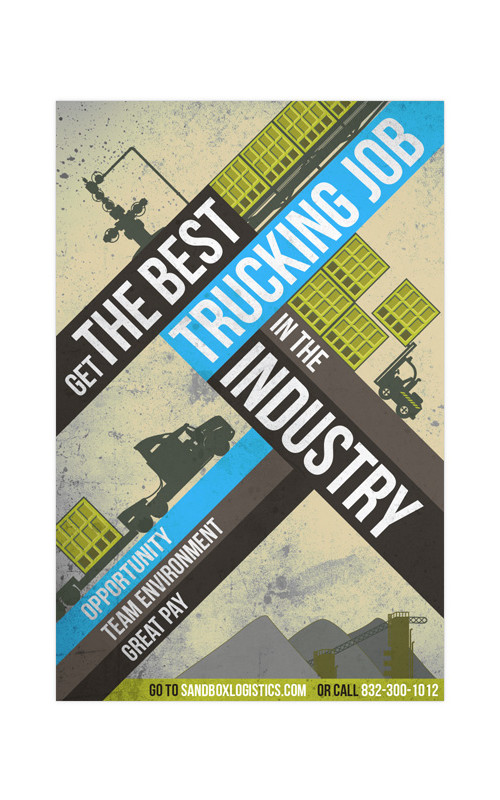 GET THE BEST
TRUCKING JOB
IN THE
INDUSTRY
OPPORTUNITY
TEAM ENVIRONMENT
GREAT PAY
GO TO SANDBOXLOGISTICS.COM OR CALL 832-300-1012